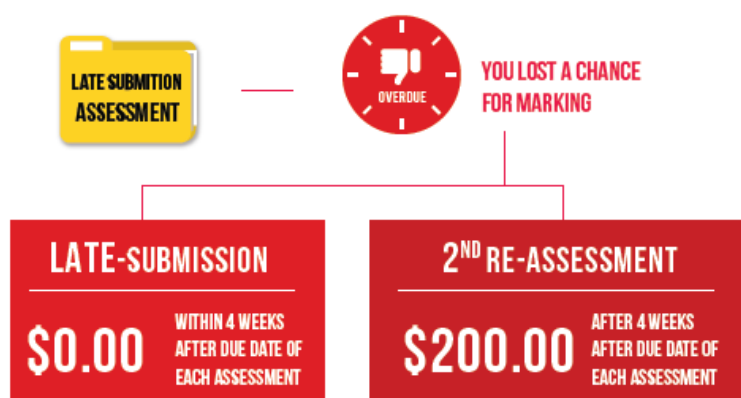 LATE SUBMITION
ASSESSMENT
OVERDUE
YOU LOST A CHANCE
FOR MARKING
LATE-SUBMISSION
$0.00
WITHIN 4 WEEKS
AFTER DUE DATE OF
EACH ASSESSMENT
2ND RE-ASSESSMENT
$200.00
AFTER 4 WEEKS
AFTER DUE DATE OF
EACH ASSESSMENT